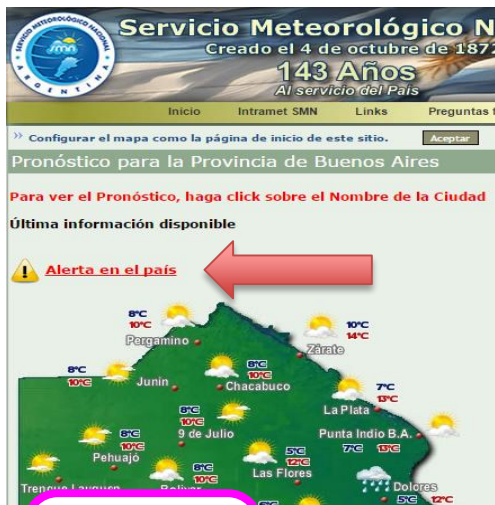 Servicio Meteorológico N
Creado el 4 de octubre de 1872
143 Años
Al servicio del País
SERVICIO METEOROLÓGICO NACIONAL
smn
ARGENTINA
Inicio Intramet SMN Links Preguntas f
» Configurar el mapa como la página de inicio de este sitio. Aceptar
Pronóstico para la Provincia de Buenos Aires
Para ver el Pronóstico, haga click sobre el Nombre de la Ciudad
Última información disponible
Alerta en el país
8°C
10°C
Pergamino
10°C
14°C
Zárate
8°C
10°C
Junín
8°C
10°C
Chacabuco
7°C
13°C
La Plata
8°C
10°C
9 de Julio
Punta Indio B.A.
7°C 13°C
8°C
10°C
Pehuajó
5°C
12°C
Las Flores
8°C
10°C
Bolívar
Trenque Lauquen
Dolores
5°C 12°C